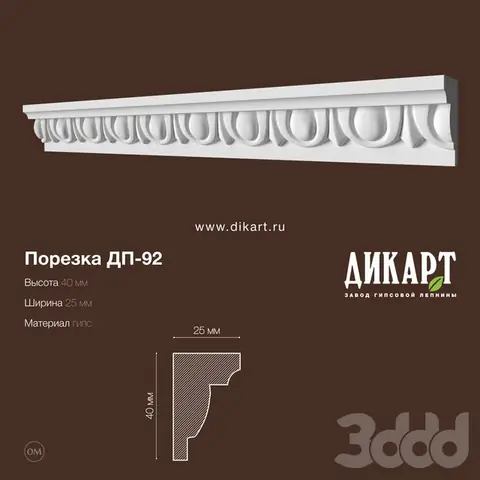 www.dikart.ru
Порезка ДП-92
Высота 40 мм
Ширина 25 мм
Материал гипс
ДИКАРТ
ЗАВОД ГИПСОВОЙ ЛЕПНИНЫ
25 мм
40 мм
ОМ
3ddd